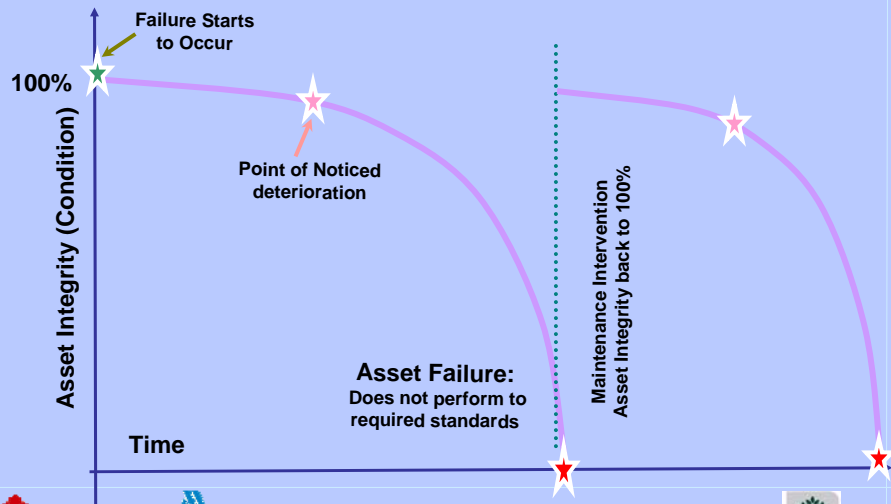 Failure Starts
to Occur
100%
Asset Integrity (Condition)
Point of Noticed
deterioration
Maintenance Intervention
Asset Integrity back to 100%
Asset Failure:
Does not perform to
required standards
Time